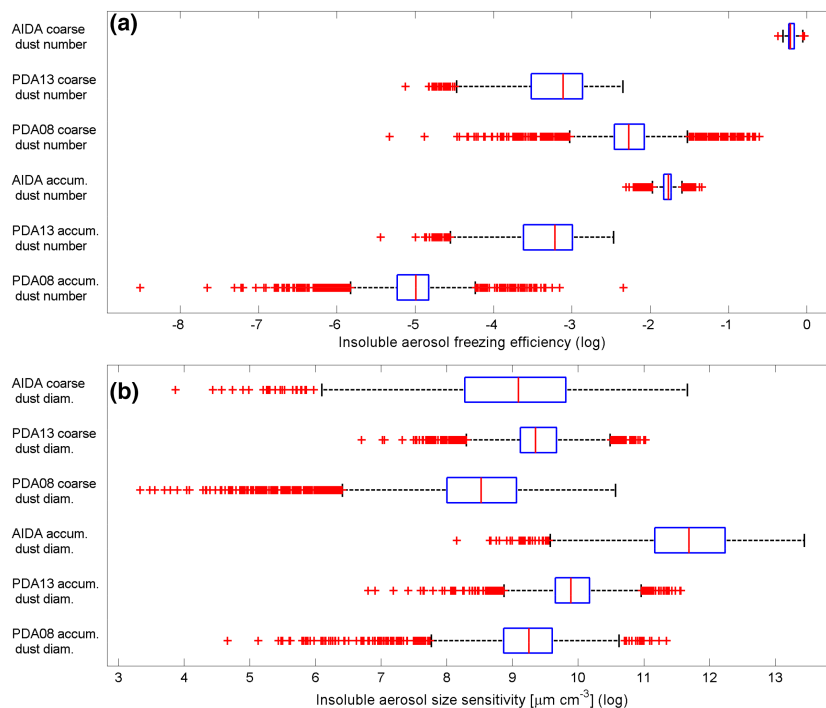 (a)
AIDA coarse
dust number
PDA13 coarse
dust number
PDA08 coarse
dust number
AIDA accum.
dust number
PDA13 accum.
dust number
PDA08 accum.
dust number
-8 -7 -6 -5 -4 -3 -2 -1 0
Insoluble aerosol freezing efficiency (log)
(b)
AIDA coarse
dust diam.
PDA13 coarse
dust diam.
PDA08 coarse
dust diam.
AIDA accum.
dust diam.
PDA13 accum.
dust diam.
PDA08 accum.
dust diam.
3 4 5 6 7 8 9 10 11 12 13
Insoluble aerosol size sensitivity [μm cm⁻³] (log)